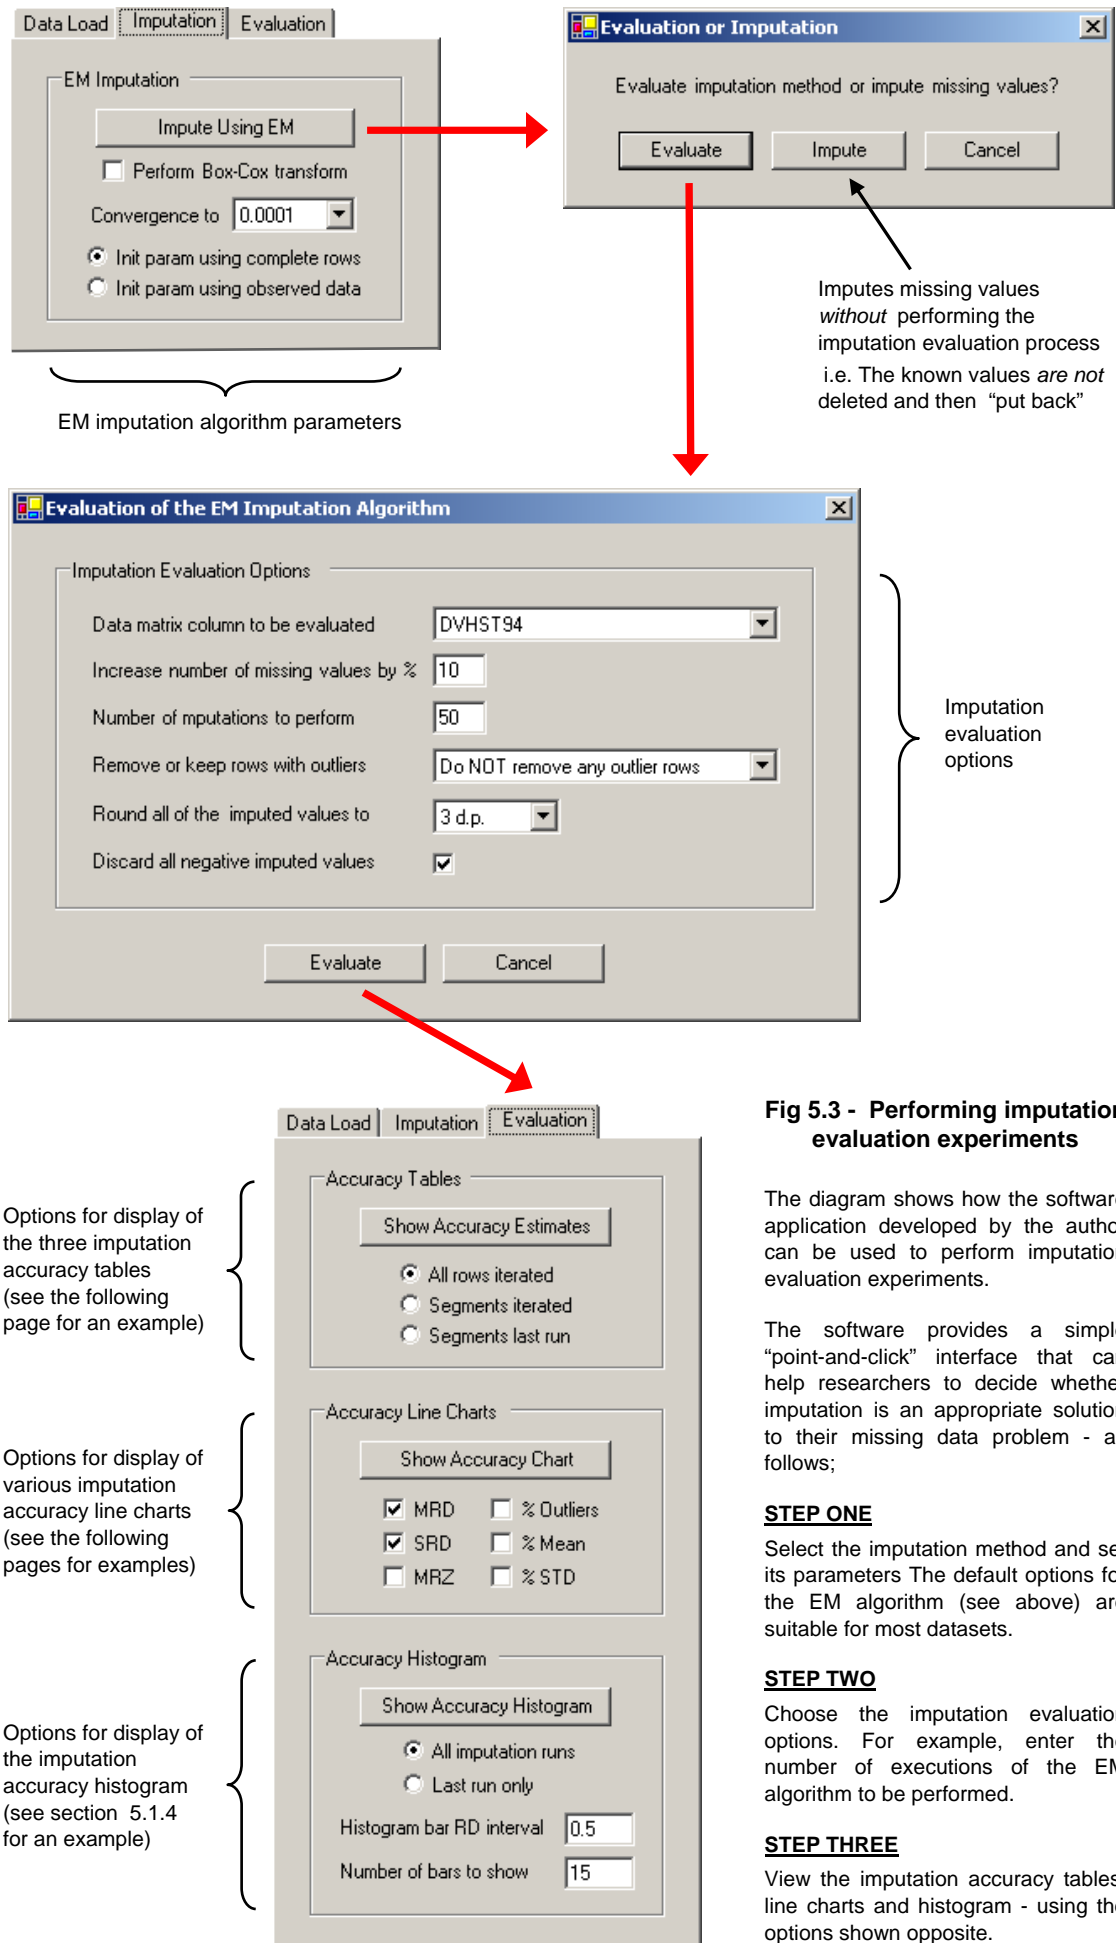 Data Load Imputation Evaluation
EM Imputation
Impute Using EM
Perform Box-Cox transform
Convergence to 0.0001
Init param using complete rows
Init param using observed data
EM imputation algorithm parameters
Evaluation or Imputation
Evaluate imputation method or impute missing values?
Evaluate Impute Cancel
Imputes missing values
without performing the
imputation evaluation process
i.e. The known values are not
deleted and then “put back”
Evaluation of the EM Imputation Algorithm
Imputation Evaluation Options
Data matrix column to be evaluated DVHST94
Increase number of missing values by % 10
Number of mputations to perform 50
Remove or keep rows with outliers Do NOT remove any outlier rows
Round all of the imputed values to 3 d.p.
Discard all negative imputed values
Evaluate Cancel
Imputation
evaluation
options
Data Load Imputation Evaluation
Accuracy Tables
Show Accuracy Estimates
All rows iterated
Segments iterated
Segments last run
Options for display of
the three imputation
accuracy tables
(see the following
page for an example)
Accuracy Line Charts
Show Accuracy Chart
MRD % Outliers
SRD % Mean
MRZ % STD
Options for display of
various imputation
accuracy line charts
(see the following
pages for examples)
Accuracy Histogram
Show Accuracy Histogram
All imputation runs
Last run only
Histogram bar RD interval 0.5
Number of bars to show 15
Options for display of
the imputation
accuracy histogram
(see section 5.1.4
for an example)
Fig 5.3 - Performing imputation
evaluation experiments
The diagram shows how the software
application developed by the autho
can be used to perform imputation
evaluation experiments.
The software provides a simple
“point-and-click” interface that can
help researchers to decide whethe
imputation is an appropriate solution
to their missing data problem - a
follows;
STEP ONE
Select the imputation method and se
its parameters The default options fo
the EM algorithm (see above) are
suitable for most datasets.
STEP TWO
Choose the imputation evaluation
options. For example, enter the
number of executions of the EM
algorithm to be performed.
STEP THREE
View the imputation accuracy tables
line charts and histogram - using the
options shown opposite.